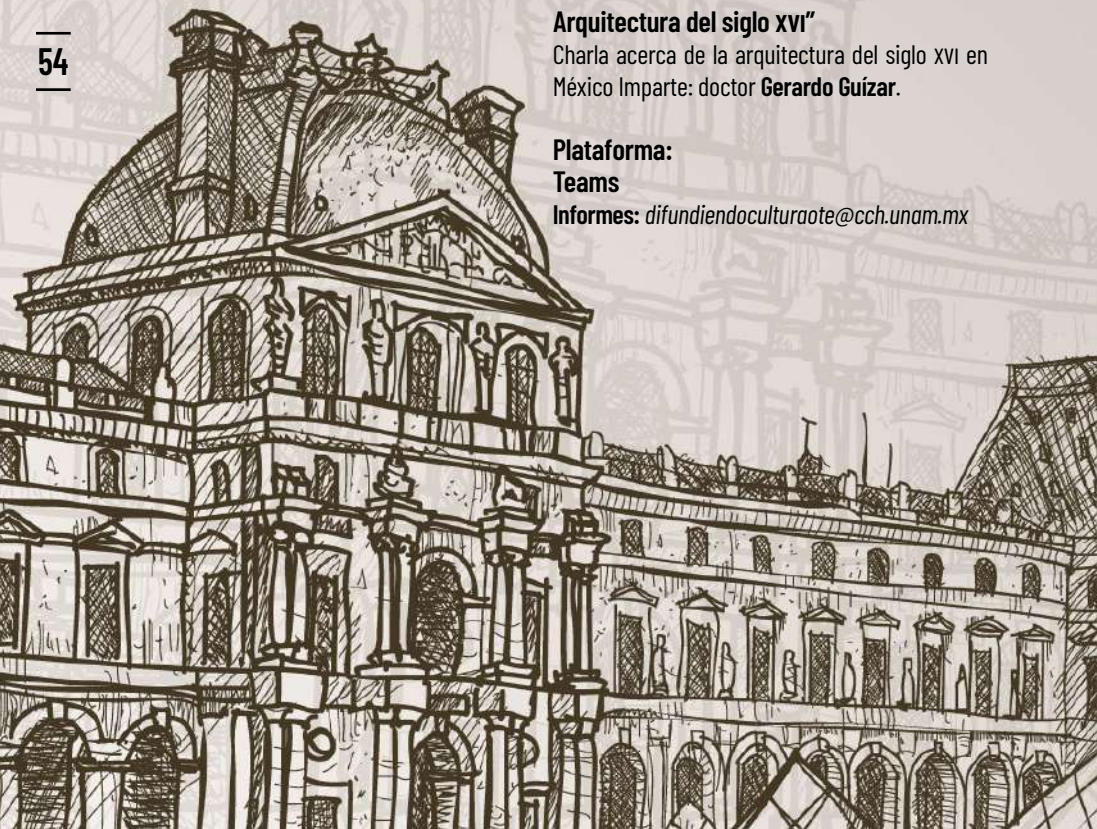 54
Arquitectura del siglo XVI”
Charla acerca de la arquitectura del siglo XVI en
México Imparte: doctor Gerardo Guízar.
Plataforma:
Teams
Informes: difundiendoculturaote@cch.unam.mx